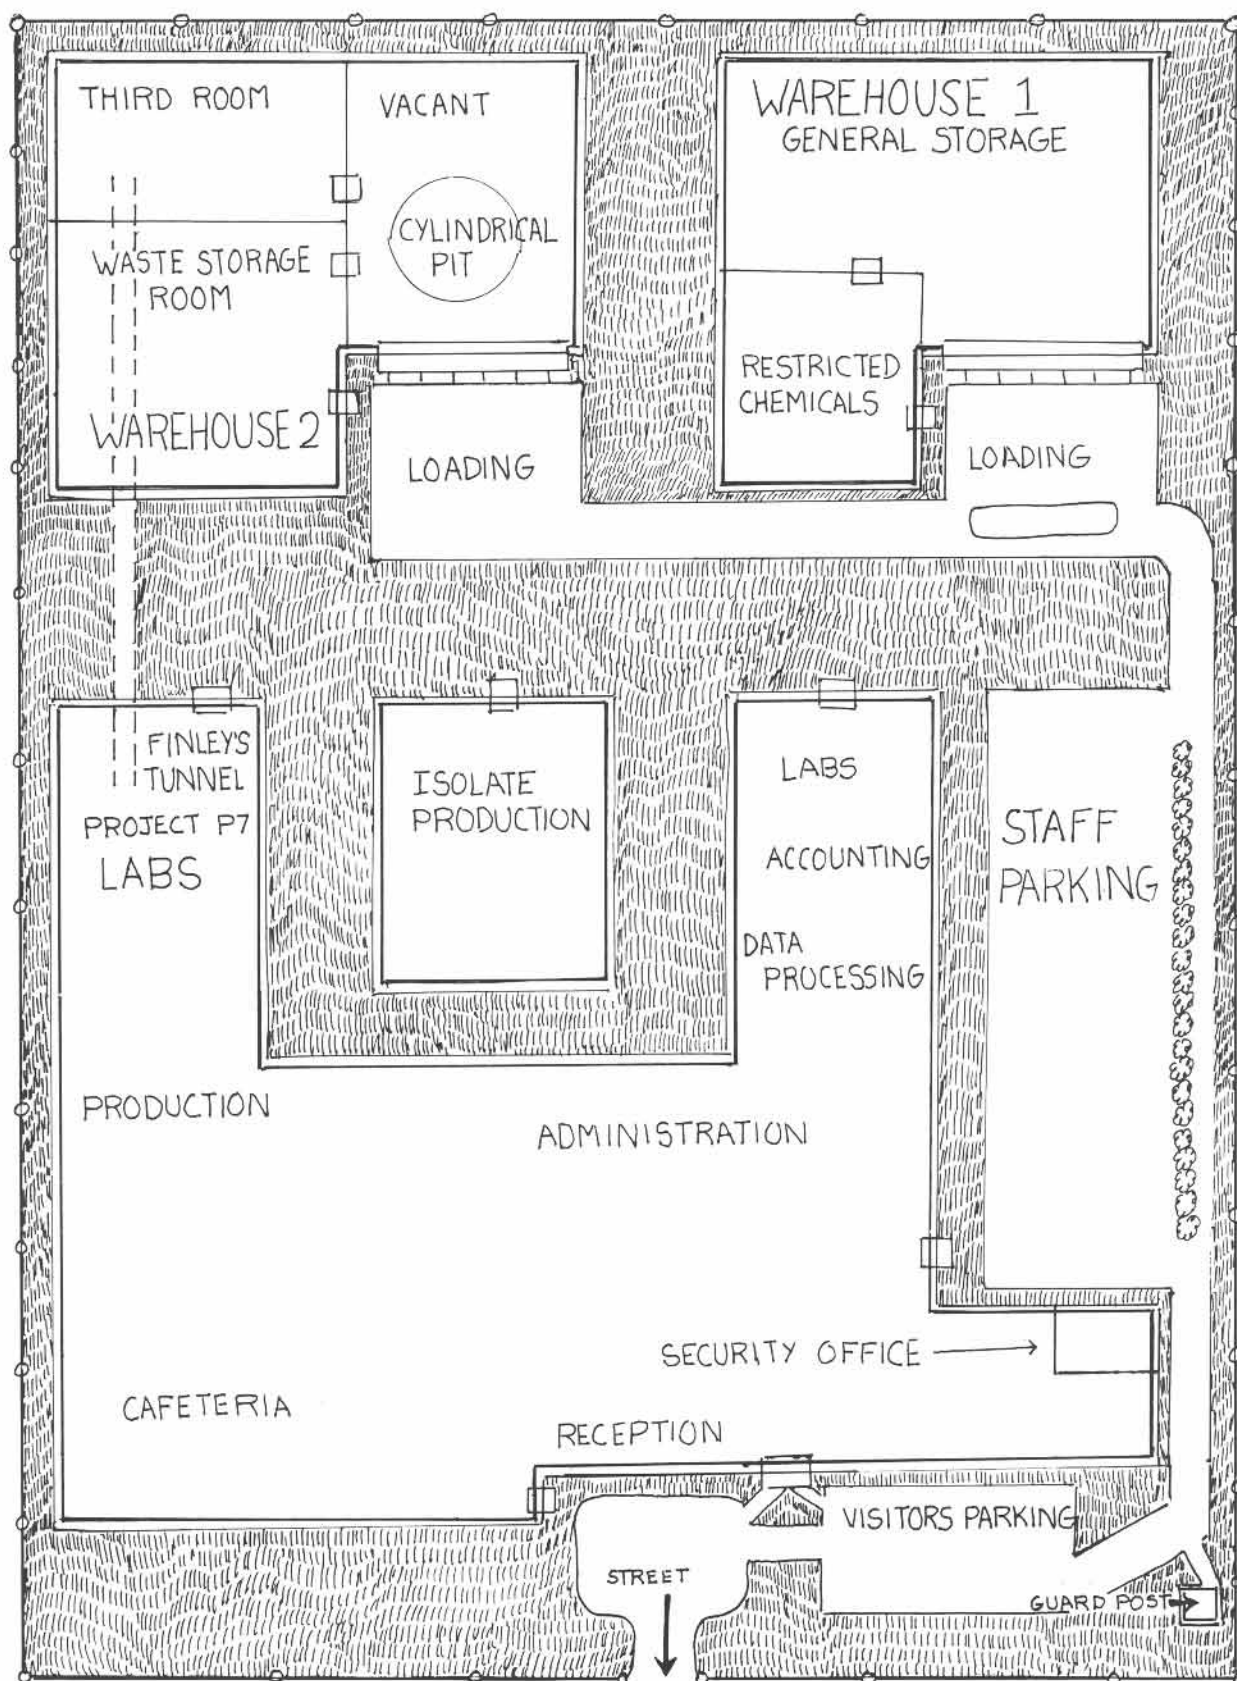 THIRD ROOM
VACANT
WAREHOUSE 1
GENERAL STORAGE
CYLINDRICAL
PIT
WASTE STORAGE
ROOM
RESTRICTED
CHEMICALS
WAREHOUSE 2
LOADING
LOADING
FINLEY'S
TUNNEL
PROJECT P7
LABS
ISOLATE
PRODUCTION
LABS
ACCOUNTING
DATA
PROCESSING
STAFF
PARKING
PRODUCTION
ADMINISTRATION
SECURITY OFFICE
CAFETERIA
RECEPTION
VISITORS PARKING
STREET
GUARD POST